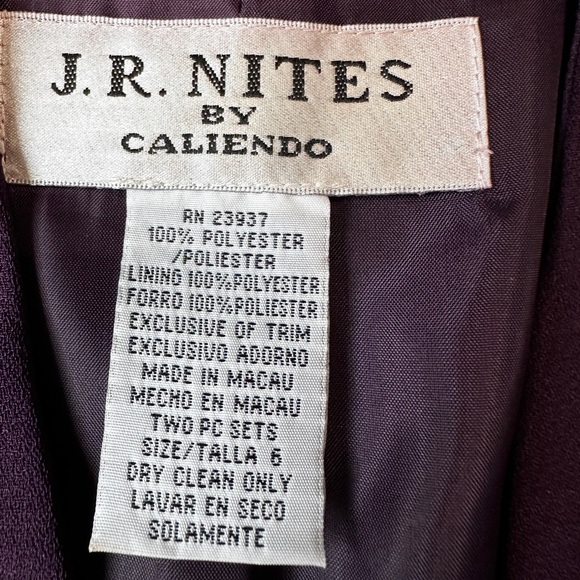 J.R. NITES
BY
CALIENDO
RN 23937
100% POLYESTER
/POLIESTER
LINING 100%POLYESTER
FORRO 100%POLIESTER
EXCLUSIVE OF TRIM
EXCLUSIVO ADORNO
MADE IN MACAU
MECHO EN MACAU
TWO PC SETS
SIZE/TALLA 6
DRY CLEAN ONLY
LAVAR EN SECO
SOLAMENTE